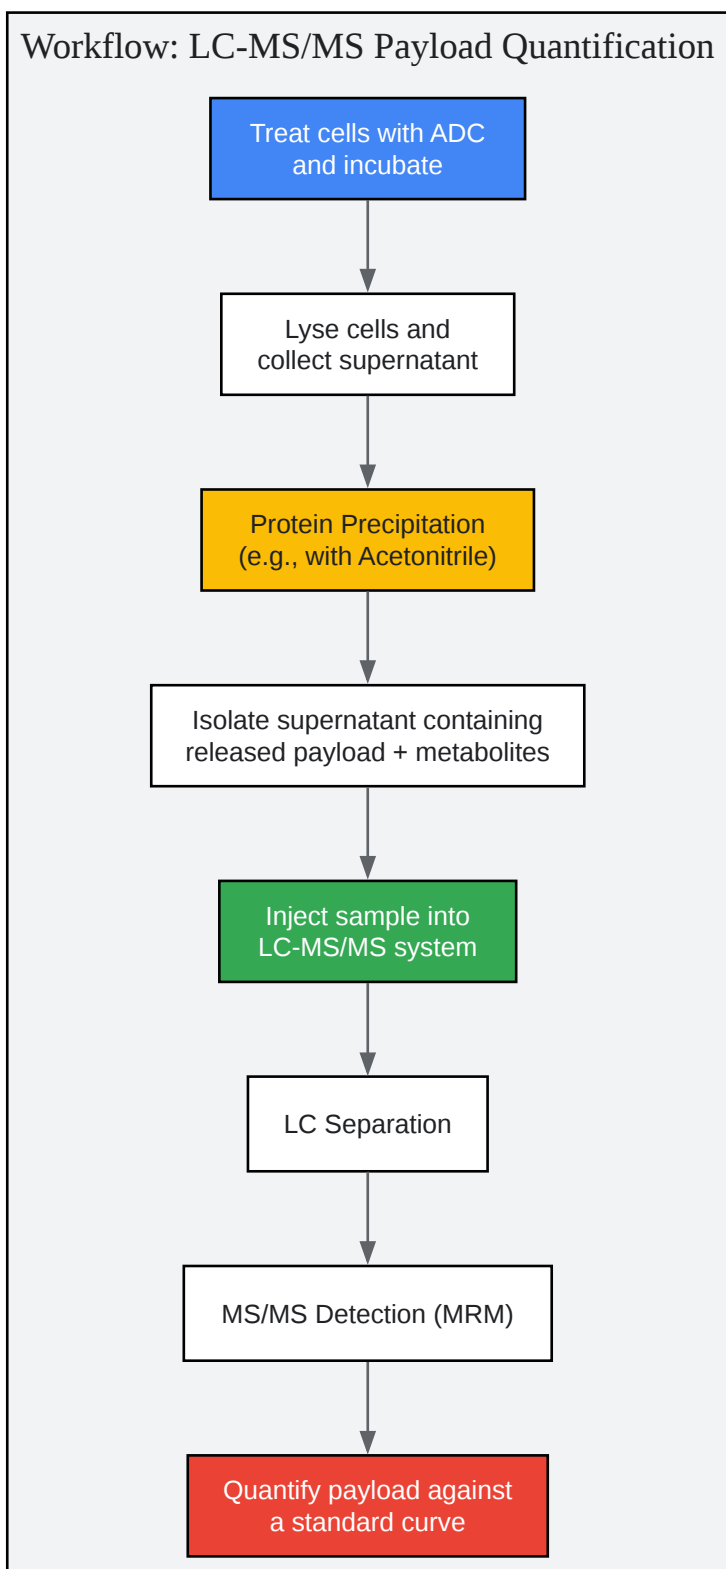 Workflow: LC-MS/MS Payload Quantification
Treat cells with ADC
and incubate
Lyse cells and
collect supernatant
Protein Precipitation
(e.g., with Acetonitrile)
Isolate supernatant containing
released payload + metabolites
Inject sample into
LC-MS/MS system
LC Separation
MS/MS Detection (MRM)
Quantify payload against
a standard curve